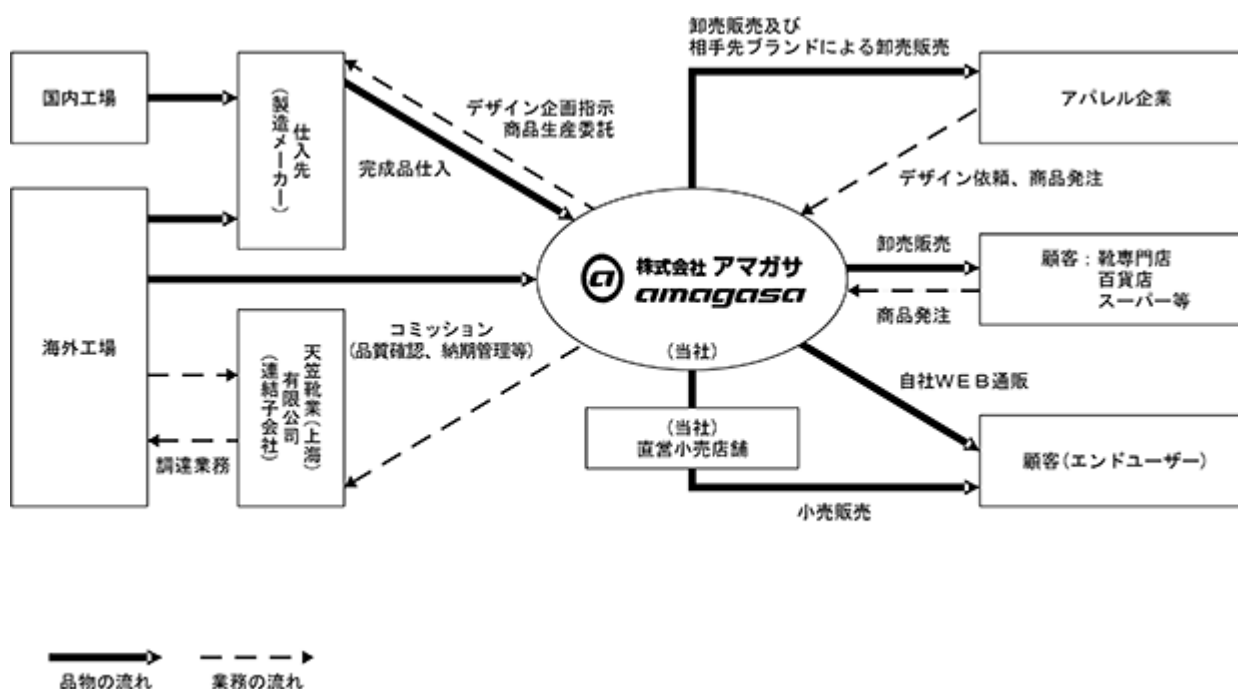 卸売販売及び
相手先ブランドによる卸売販売
国内工場
仕入先
(製造メーカー)
デザイン企画指示
商品生産委託
完成品仕入
アパレル企業
デザイン依頼、商品発注
海外工場
株式会社 アマガサ
amagasa
(当社)
卸売販売
商品発注
顧客:靴専門店
百貨店
スーパー等
コミッション
(品質確認、納期管理等)
天笠靴業(上海)
有限公司
(連結子会社)
調達業務
自社WEB通販
(当社)
直営小売店舗
顧客(エンドユーザー)
小売販売
品物の流れ
業務の流れ